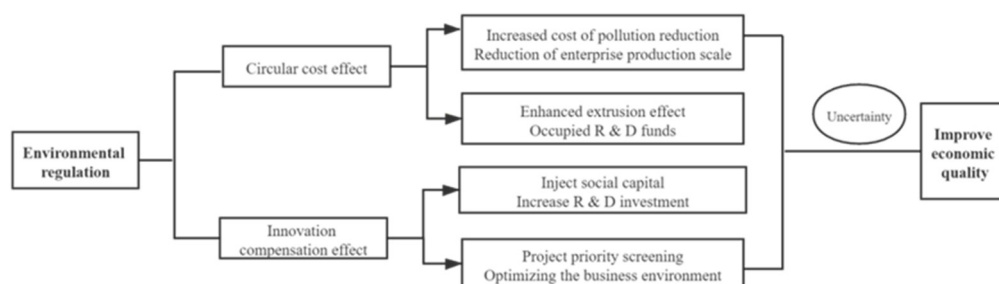 Environmental
regulation
Circular cost effect
Innovation
compensation effect
Increased cost of pollution reduction
Reduction of enterprise production scale
Enhanced extrusion effect
Occupied R & D funds
Inject social capital
Increase R & D investment
Project priority screening
Optimizing the business environment
Uncertainty
Improve
economic
quality